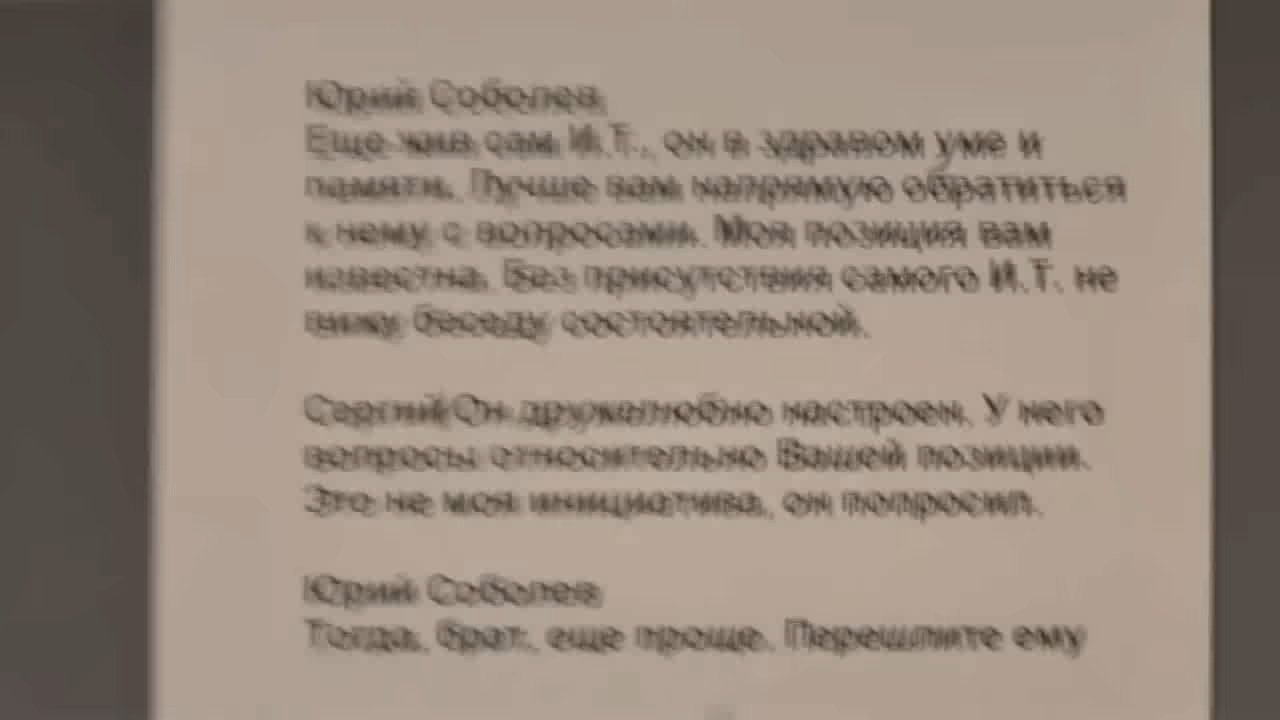 Юрий Соболев,
Еще жив сам И.Т., он в здравом уме и
памяти. Лучше вам напрямую обратиться
к нему с вопросами. Моя позиция вам
известна. Без присутствия самого И.Т. не
вижу беседу состоятельной.
Сергий Он дружелюбно настроен. У него
вопросы относительно Вашей позиции.
Это не моя инициатива, он попросил.
Юрий Соболев
Тогда, брат, еще проще. Перешлите ему